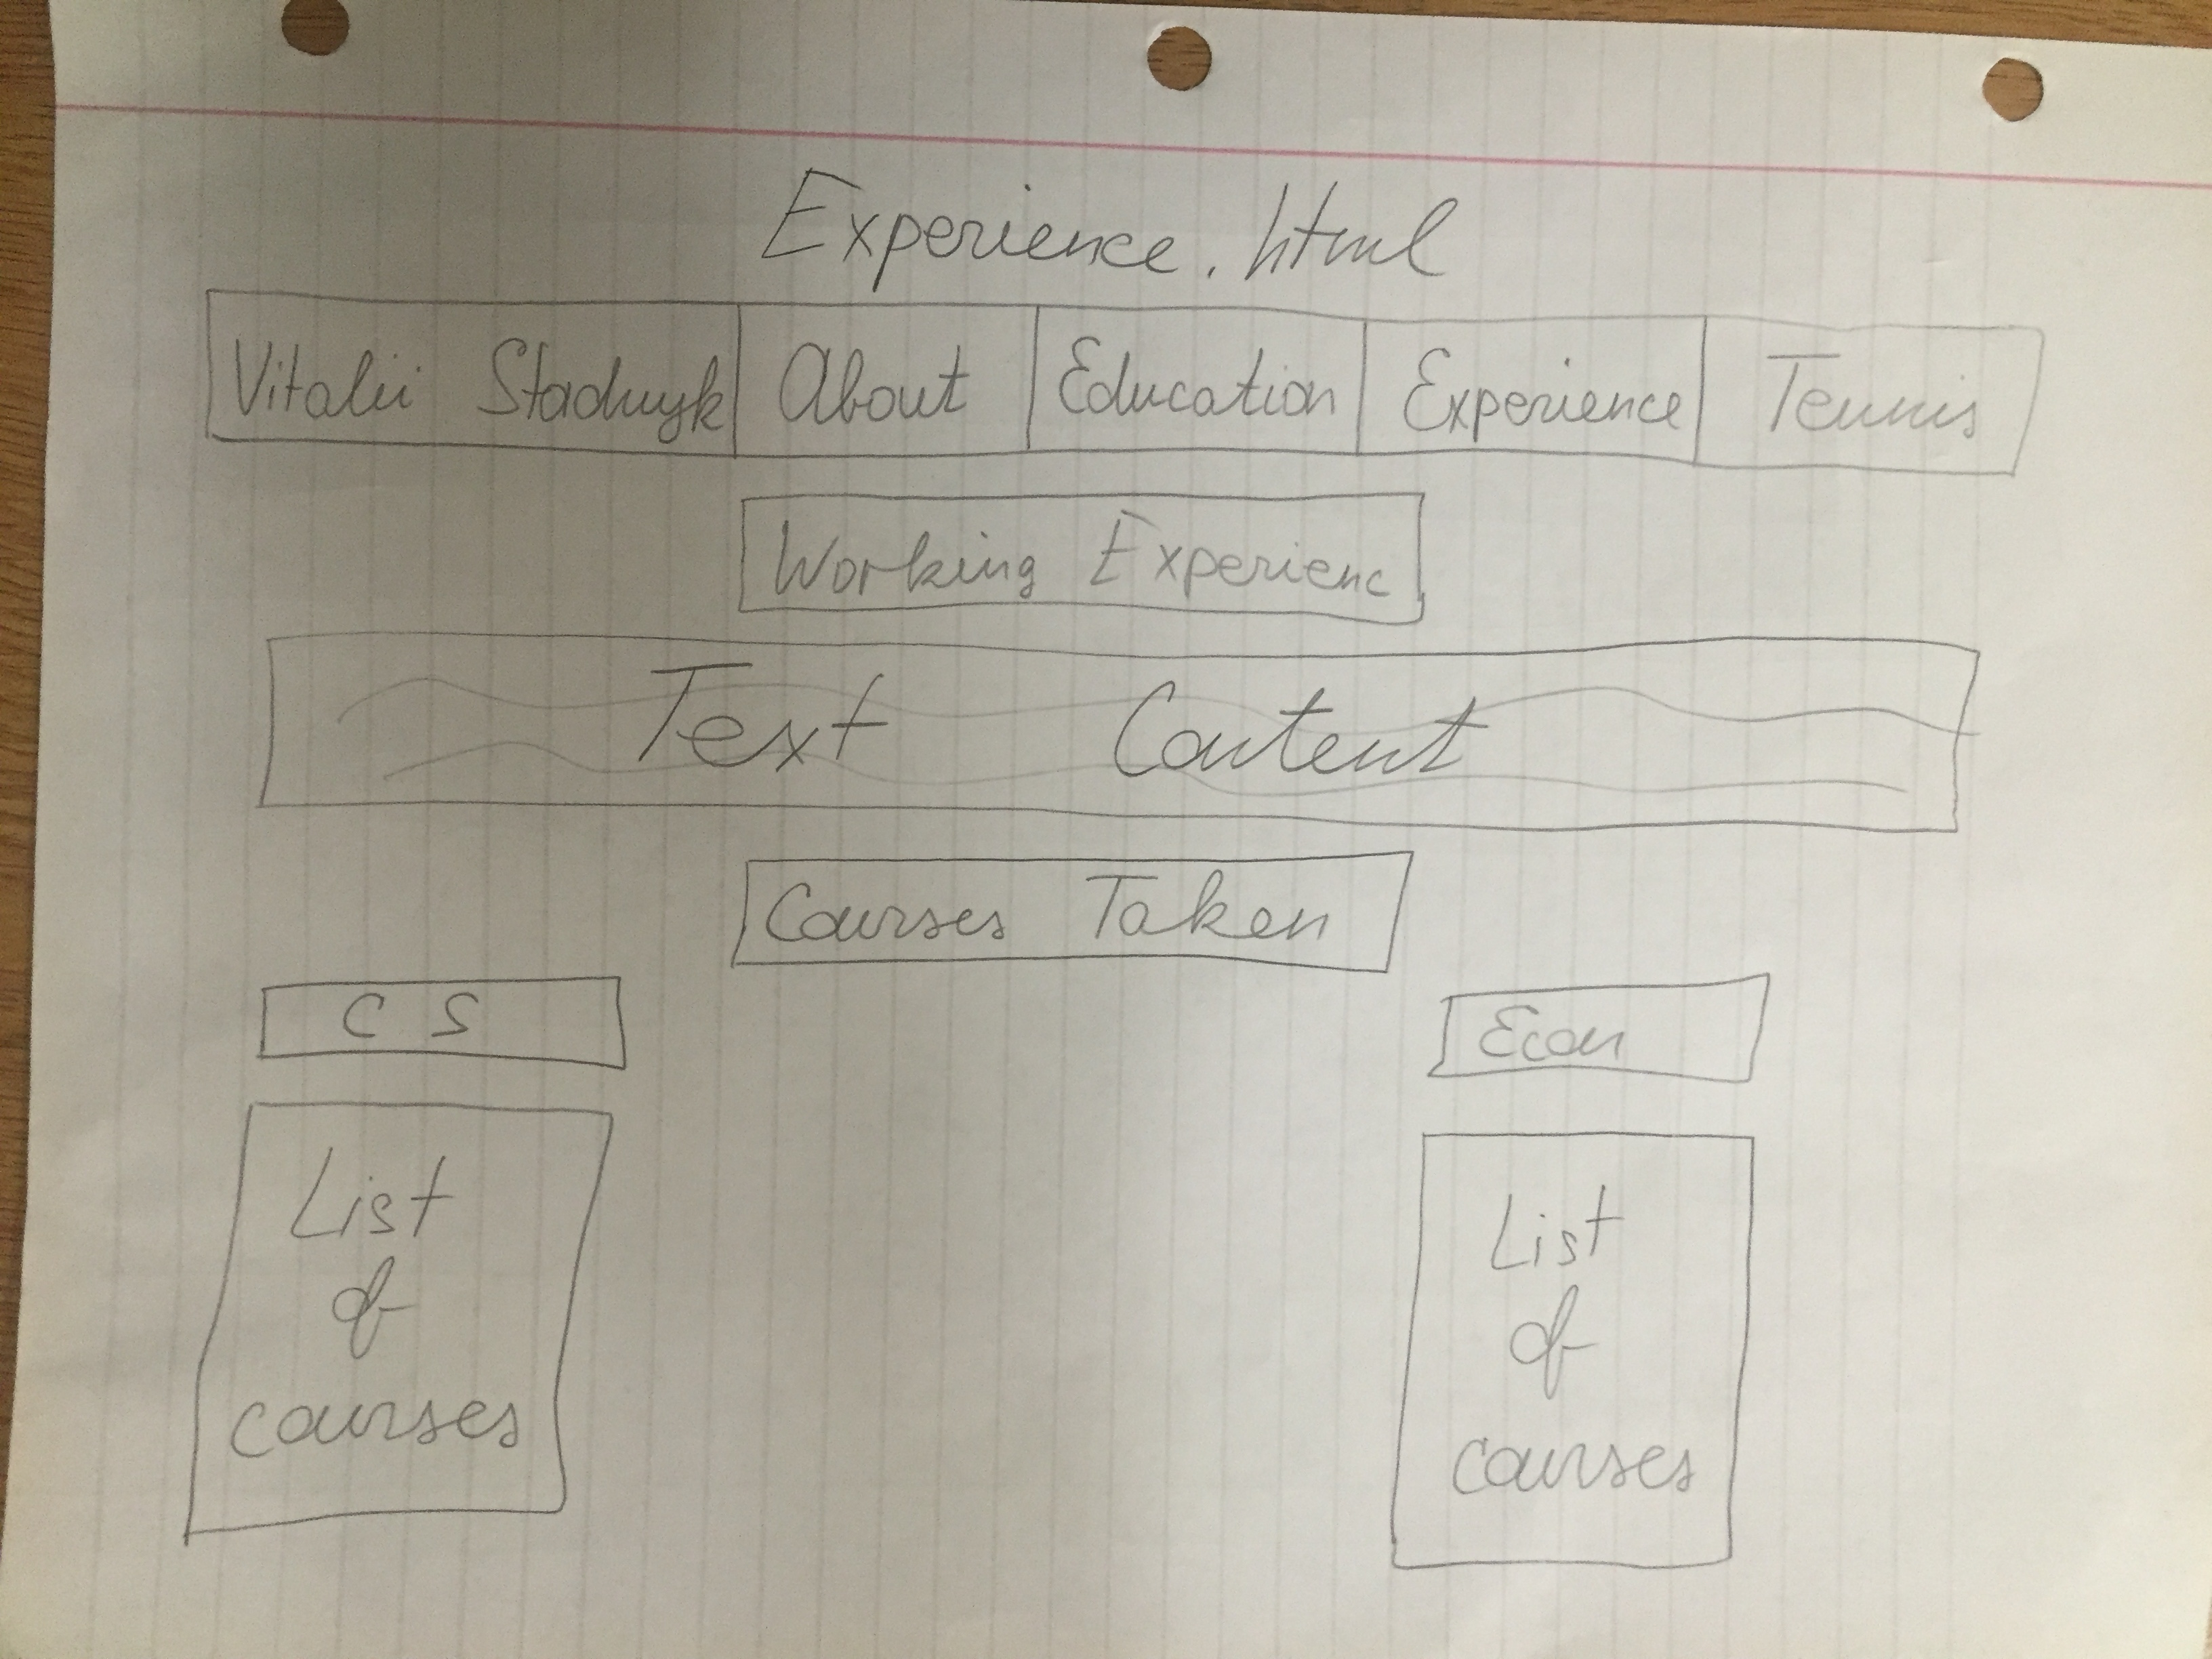 Experience.html
Vitalii Stadnyk About Education Experience Tennis
Working Experienc
Text Content
Courses Taken
CS Econ
List
of
courses
List
of
courses